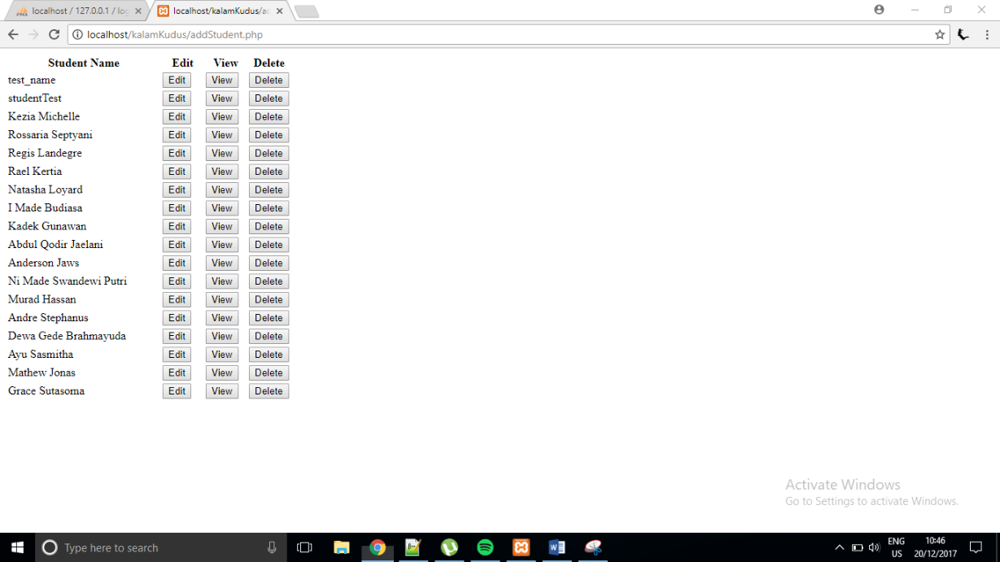 localhost / 127.0.0.1 / log
localhost/kalamKudus/ad
localhost/kalamKudus/addStudent.php
Student Name Edit View Delete
test_name Edit View Delete
studentTest Edit View Delete
Kezia Michelle Edit View Delete
Rossaria Septyani Edit View Delete
Regis Landegre Edit View Delete
Rael Kertia Edit View Delete
Natasha Loyard Edit View Delete
I Made Budiasa Edit View Delete
Kadek Gunawan Edit View Delete
Abdul Qodir Jaelani Edit View Delete
Anderson Jaws Edit View Delete
Ni Made Swandewi Putri Edit View Delete
Murad Hassan Edit View Delete
Andre Stephanus Edit View Delete
Dewa Gede Brahmayuda Edit View Delete
Ayu Sasmitha Edit View Delete
Mathew Jonas Edit View Delete
Grace Sutasoma Edit View Delete
Activate Windows
Go to Settings to activate Windows.
Type here to search
ENG
US
10:46
20/12/2017